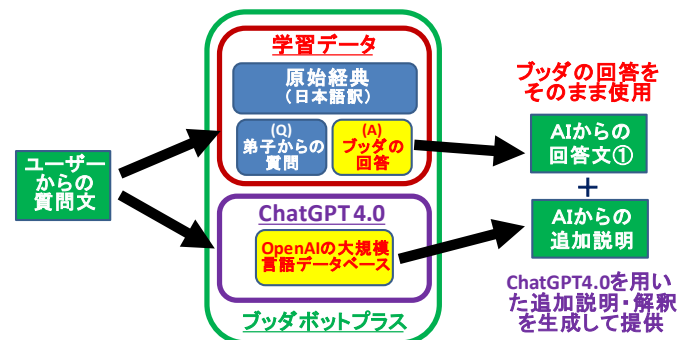 学習データ
原始経典
(日本語訳)
(Q)
弟子からの
質問
(A)
ブッダの
回答
ユーザー
からの
質問文
ChatGPT4.0
OpenAIの大規模
言語データベース
ブッダボットプラス
ブッダの回答を
そのまま使用
AIからの
回答文①
+
AIからの
追加説明
ChatGPT4.0を用い
た追加説明・解釈
を生成して提供